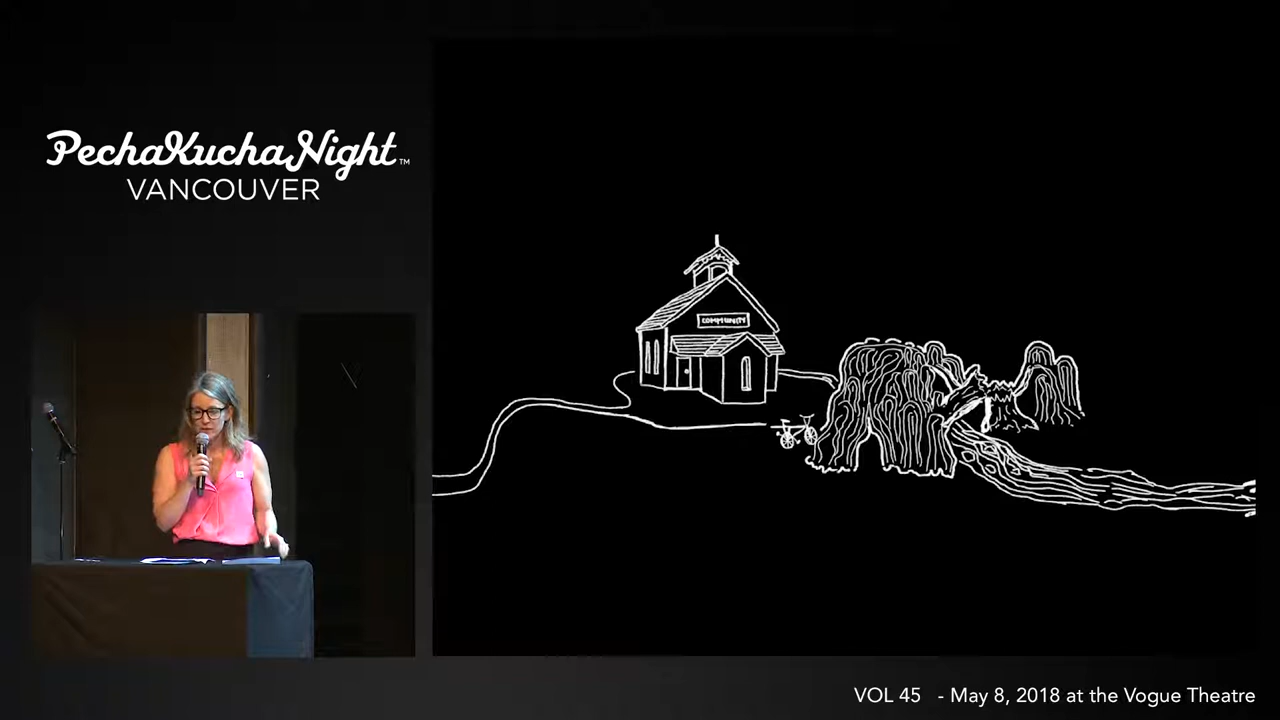 PechaKuchaNight™
VANCOUVER
COMMUNITY
VOL 45 - May 8, 2018 at the Vogue Theatre